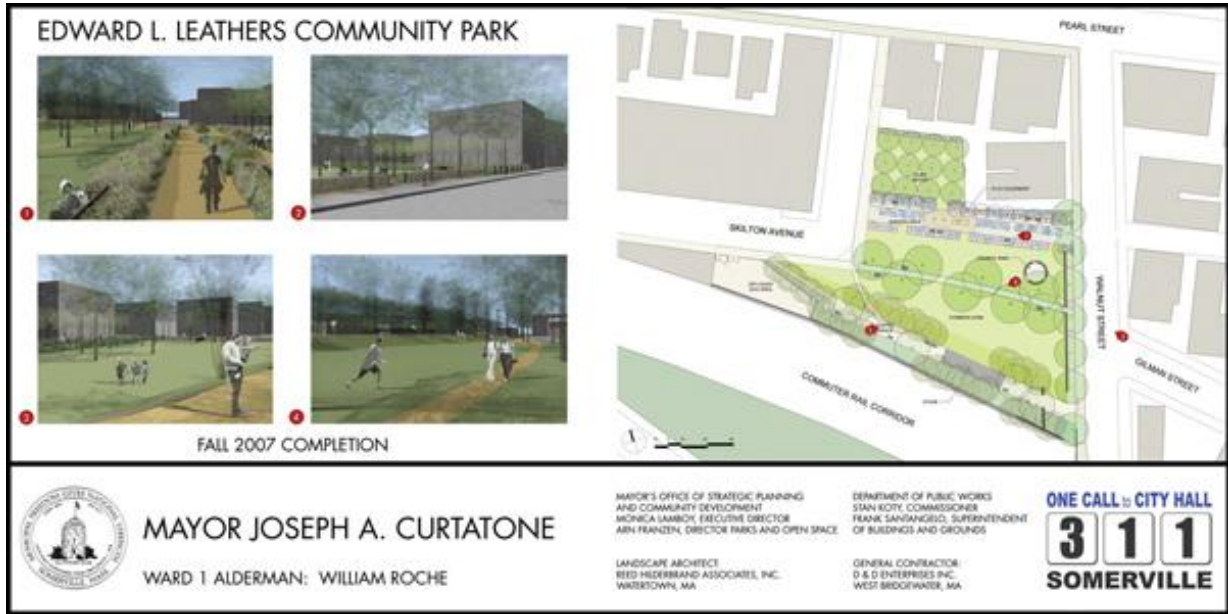 EDWARD L. LEATHERS COMMUNITY PARK
1
2
3
4
FALL 2007 COMPLETION
PEARL STREET
SKILTON AVENUE
WALNUT STREET
GILMAN STREET
COMMUTER RAIL CORRIDOR
MAYOR JOSEPH A. CURTATONE
WARD 1 ALDERMAN: WILLIAM ROCHE
MAYOR'S OFFICE OF STRATEGIC PLANNING
AND COMMUNITY DEVELOPMENT
MONICA LAMBOY, EXECUTIVE DIRECTOR
ARN FRANZEN, DIRECTOR PARKS AND OPEN SPACE
LANDSCAPE ARCHITECT:
REED HILDERBRAND ASSOCIATES, INC.
WATERTOWN, MA
DEPARTMENT OF PUBLIC WORKS
STAN KOTY, COMMISSIONER
FRANK SANTANGELO, SUPERINTENDENT
OF BUILDINGS AND GROUNDS
GENERAL CONTRACTOR:
D & D ENTERPRISES INC.
WEST BRIDGEWATER, MA
ONE CALL to CITY HALL
311
SOMERVILLE